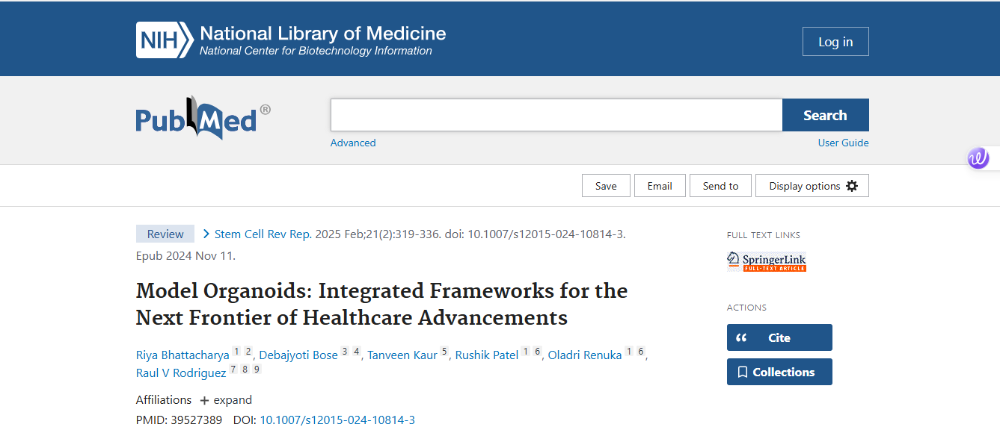 NIH National Library of Medicine
National Center for Biotechnology Information
Log in
PubMed®
Search
Advanced
User Guide
Save
Email
Send to
Display options
Review
Stem Cell Rev Rep. 2025 Feb;21(2):319-336. doi: 10.1007/s12015-024-10814-3.
Epub 2024 Nov 11.
Model Organoids: Integrated Frameworks for the
Next Frontier of Healthcare Advancements
Riya Bhattacharya 1 2, Debajyoti Bose 3 4, Tanveen Kaur 5, Rushik Patel 1 6, Oladri Renuka 1 6,
Raul V Rodriguez 7 8 9
Affiliations + expand
PMID: 39527389 DOI: 10.1007/s12015-024-10814-3
FULL TEXT LINKS
SpringerLink
FULL-TEXT ARTICLE
ACTIONS
Cite
Collections